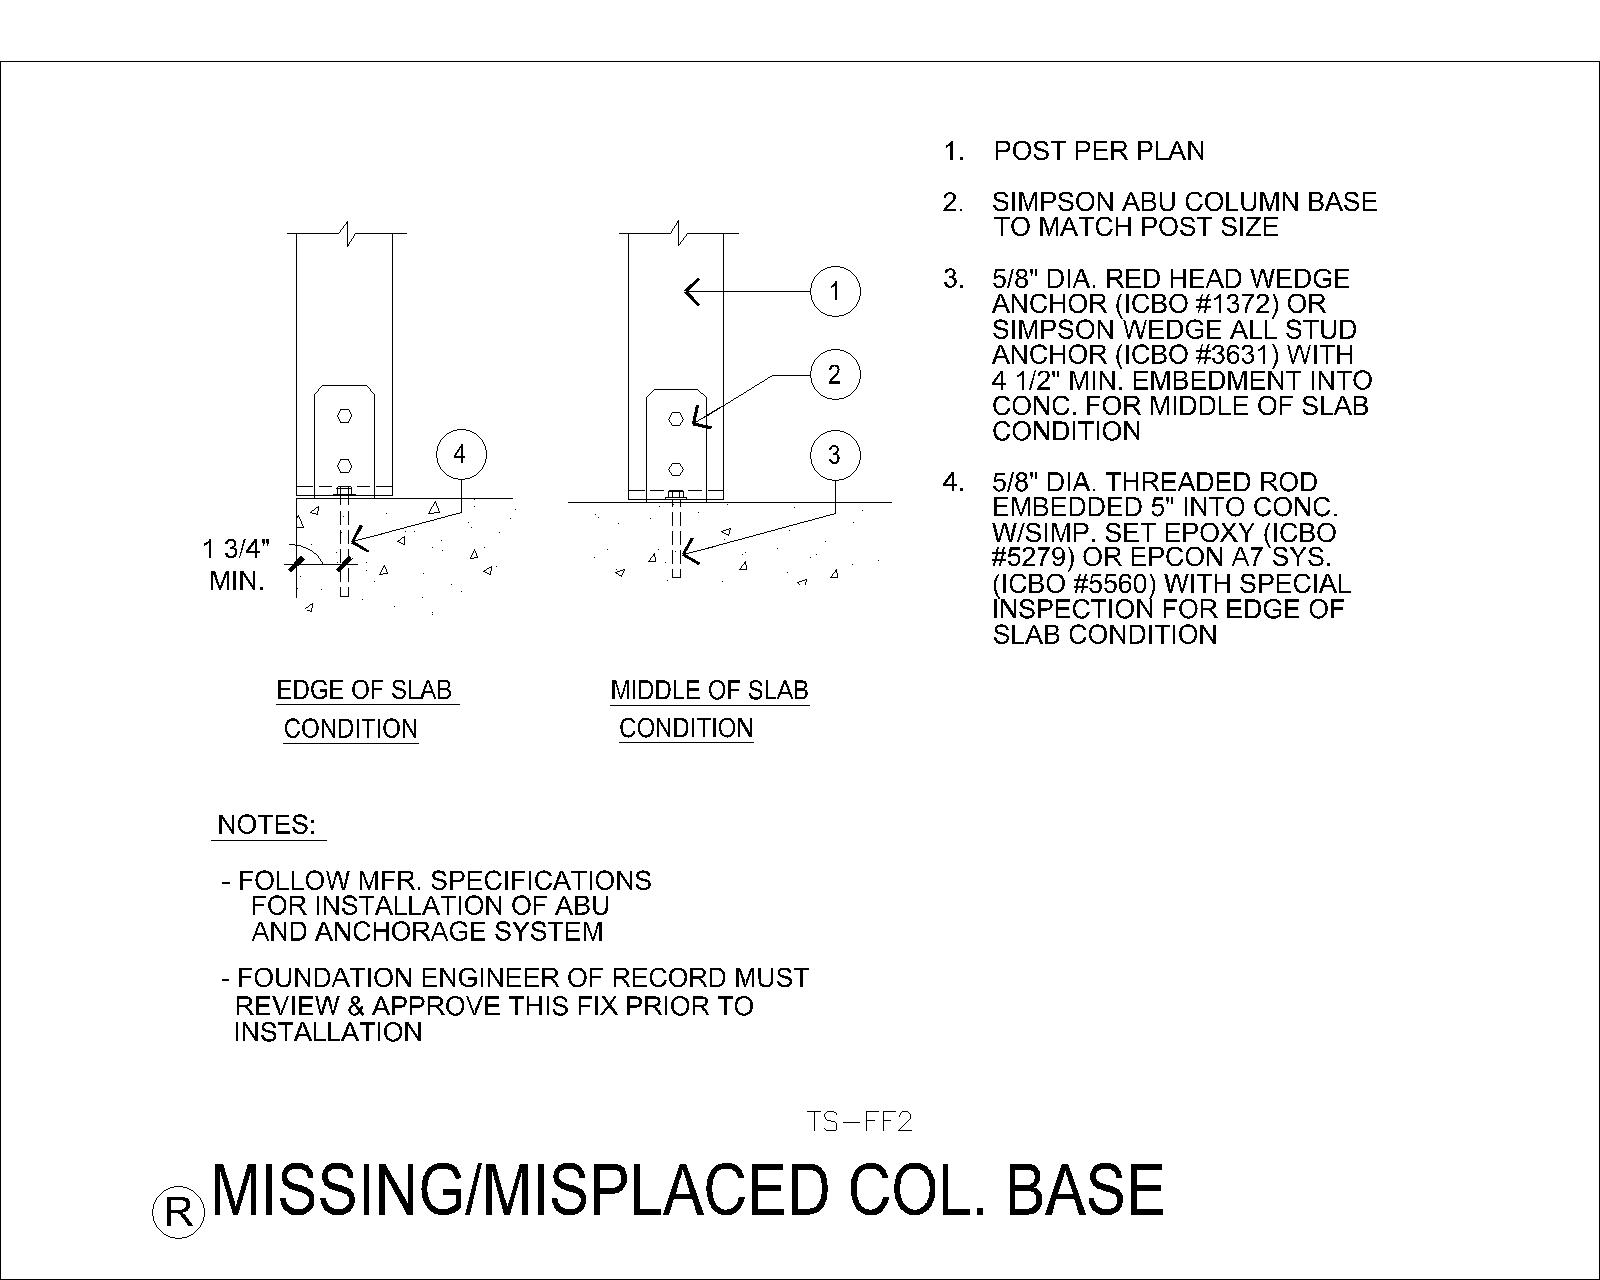 1. POST PER PLAN
2. SIMPSON ABU COLUMN BASE
TO MATCH POST SIZE
3. 5/8" DIA. RED HEAD WEDGE
ANCHOR (ICBO #1372) OR
SIMPSON WEDGE ALL STUD
ANCHOR (ICBO #3631) WITH
4 1/2" MIN. EMBEDMENT INTO
CONC. FOR MIDDLE OF SLAB
CONDITION
4. 5/8" DIA. THREADED ROD
EMBEDDED 5" INTO CONC.
W/SIMP. SET EPOXY (ICBO
#5279) OR EPCON A7 SYS.
(ICBO #5560) WITH SPECIAL
INSPECTION FOR EDGE OF
SLAB CONDITION
1
2
3
4
1 3/4"
MIN.
EDGE OF SLAB
CONDITION
MIDDLE OF SLAB
CONDITION
NOTES:
- FOLLOW MFR. SPECIFICATIONS
FOR INSTALLATION OF ABU
AND ANCHORAGE SYSTEM
- FOUNDATION ENGINEER OF RECORD MUST
REVIEW & APPROVE THIS FIX PRIOR TO
INSTALLATION
TS-FF2
R MISSING/MISPLACED COL. BASE